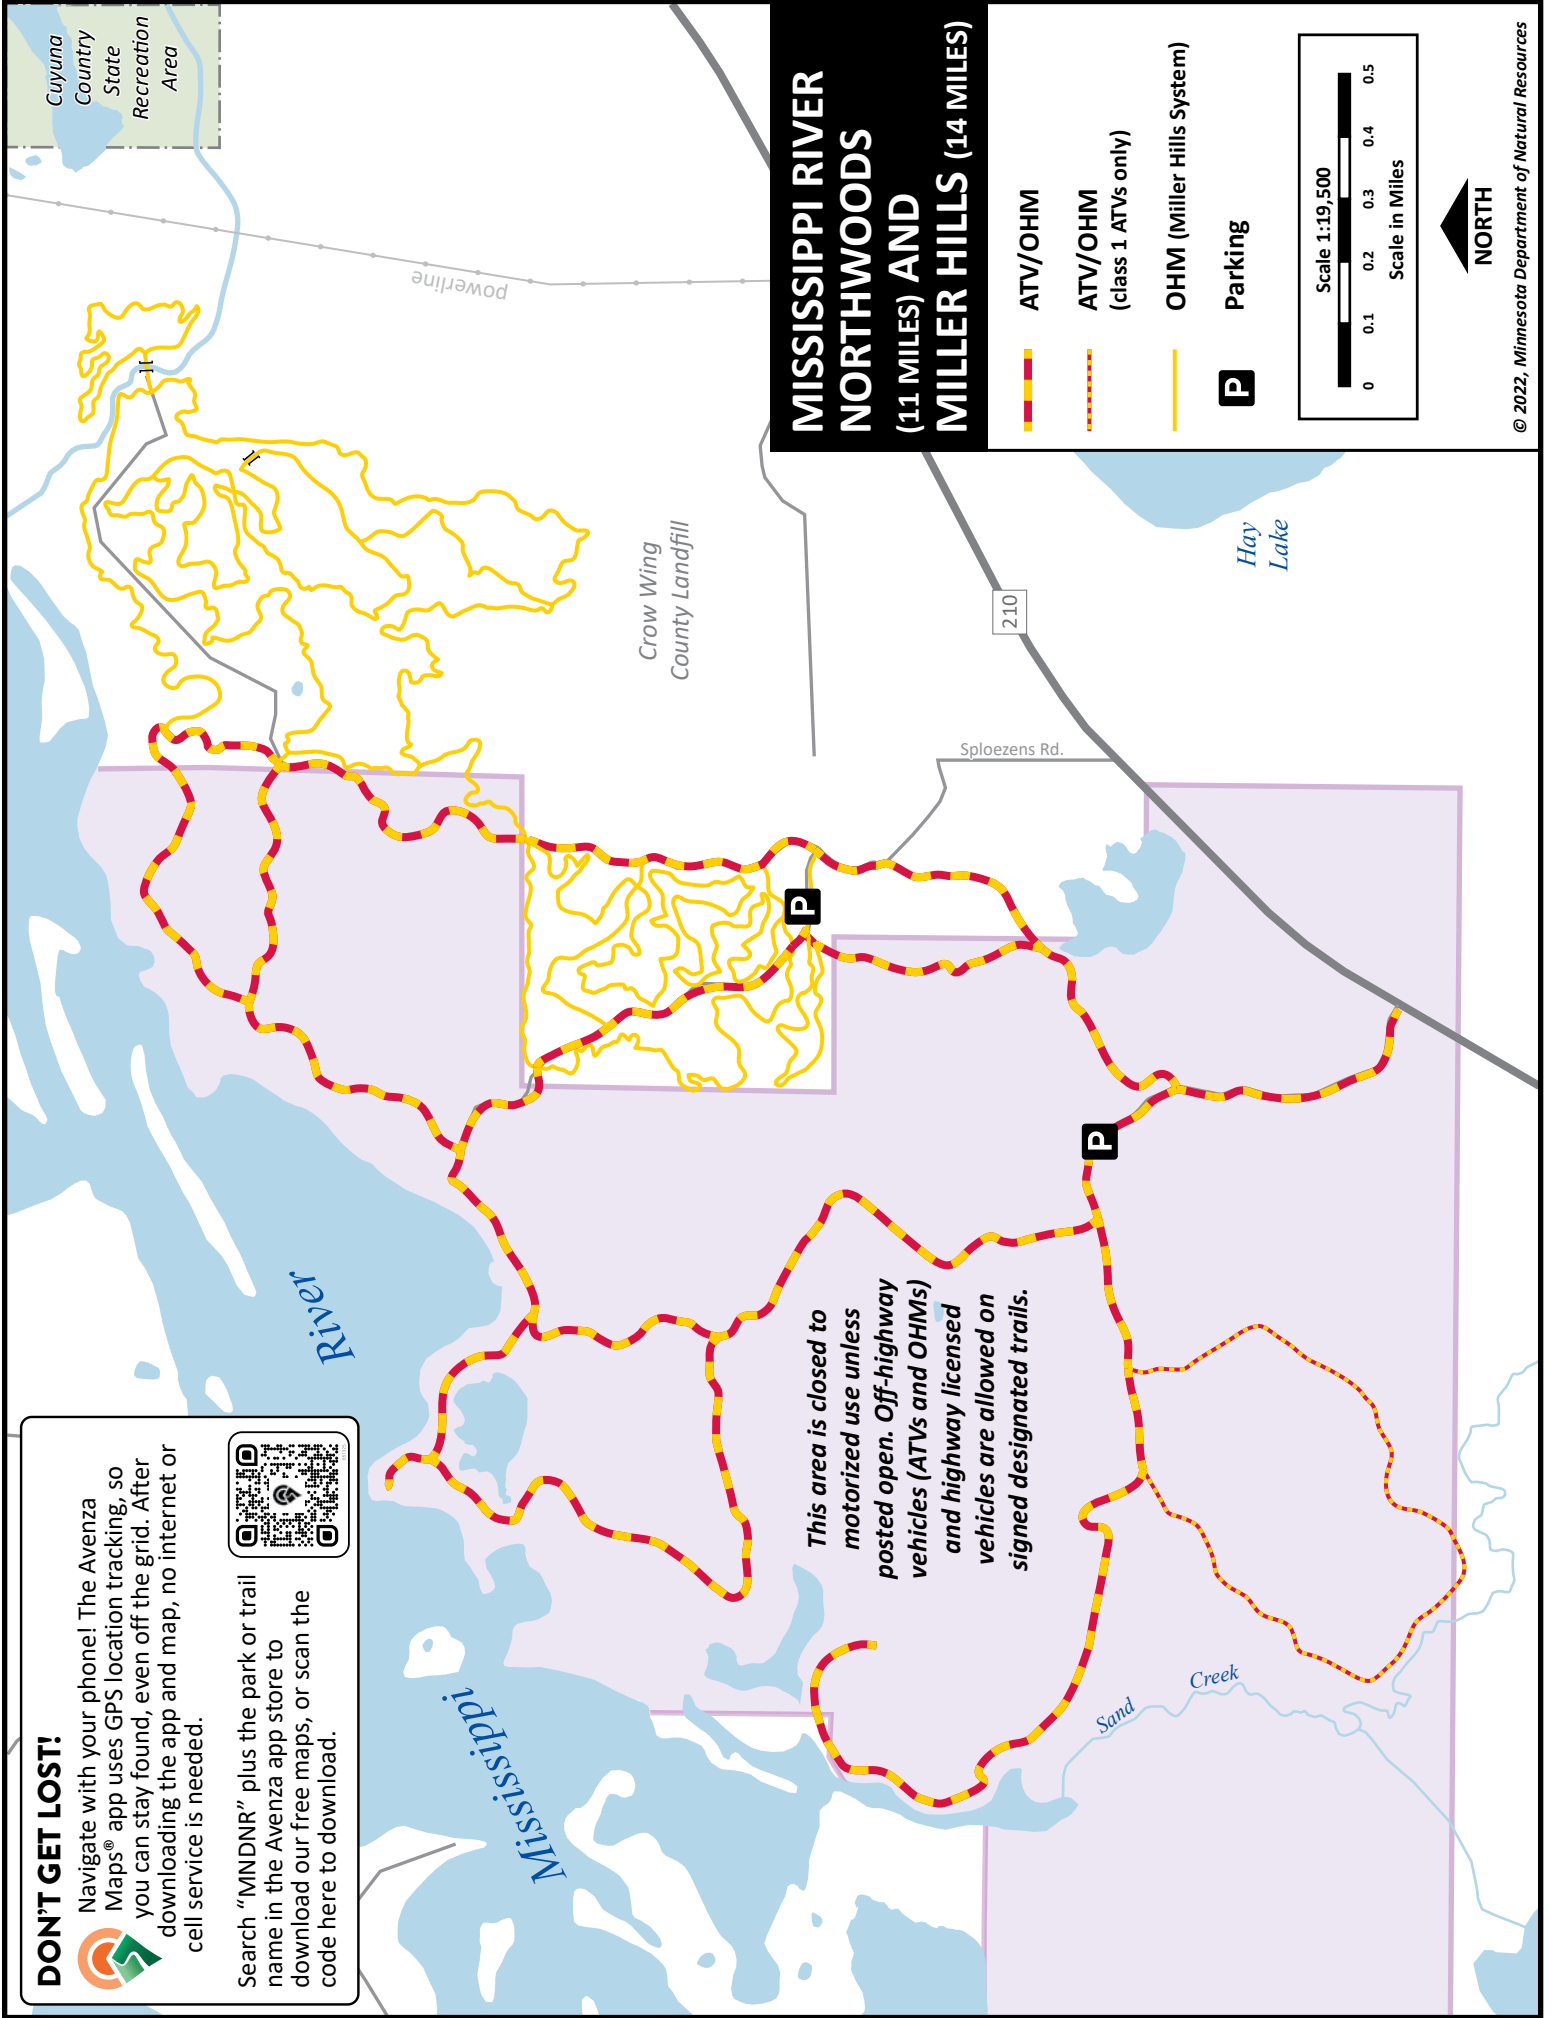 DON'T GET LOST!
Navigate with your phone! The Avenza
Maps® app uses GPS location tracking, so
you can stay found, even off the grid. After
downloading the app and map, no internet or
cell service is needed.
Search “MNDNR” plus the park or trail
name in the Avenza app store to
download our free maps, or scan the
code here to download.
Cuyuna
Country
State
Recreation
Area
powerline
River
Mississippi
Crow Wing
County Landfill
210
Sploezens Rd.
Hay
Lake
P
P
This area is closed to
motorized use unless
posted open. Off-highway
vehicles (ATVs and OHMs)
and highway licensed
vehicles are allowed on
signed designated trails.
Sand
Creek
MISSISSIPPI RIVER
NORTHWOODS
(11 MILES) AND
MILLER HILLS (14 MILES)
ATV/OHM
ATV/OHM
(class 1 ATVs only)
OHM (Miller Hills System)
P Parking
Scale 1:19,500
0 0.1 0.2 0.3 0.4 0.5
Scale in Miles
NORTH
© 2022, Minnesota Department of Natural Resources